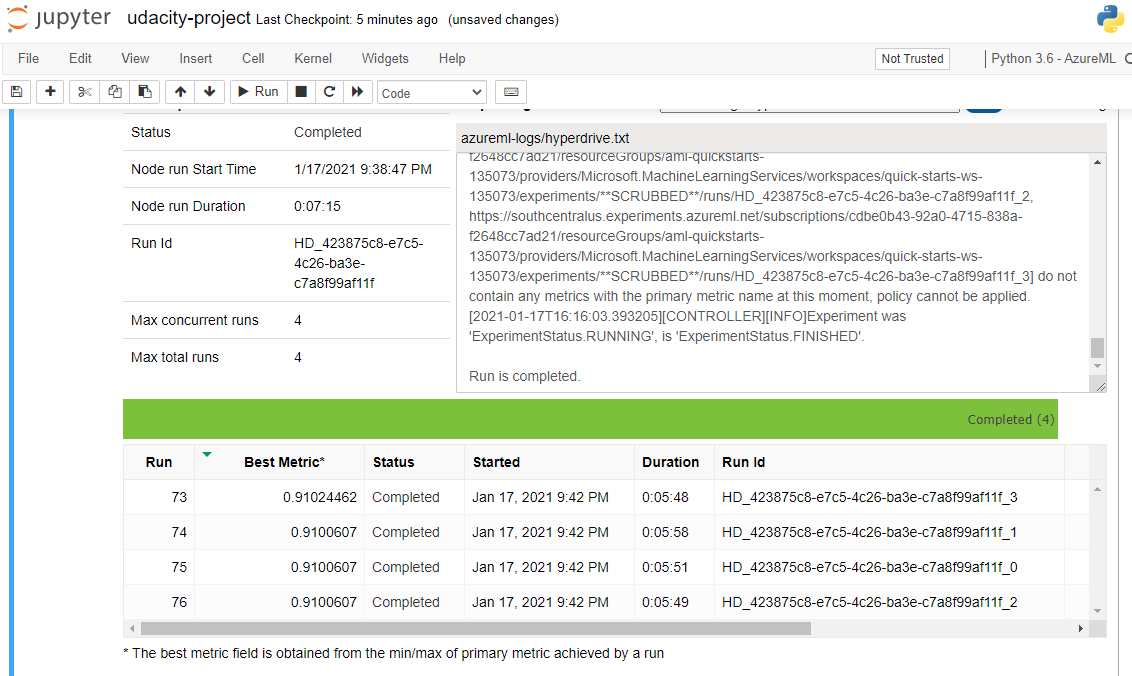 jupyter udacity-project Last Checkpoint: 5 minutes ago (unsaved changes)
File Edit View Insert Cell Kernel Widgets Help Not Trusted Python 3.6 - AzureML
Run Code
Status Completed
Node run Start Time 1/17/2021 9:38:47 PM
Node run Duration 0:07:15
Run Id HD_423875c8-e7c5-
4c26-ba3e-
c7a8f99af11f
Max concurrent runs 4
Max total runs 4
azureml-logs/hyperdrive.txt
f2648cc7ad21/resourceGroups/aml-quickstarts-
135073/providers/Microsoft.MachineLearningServices/workspaces/quick-starts-ws-
135073/experiments/**SCRUBBED**/runs/HD_423875c8-e7c5-4c26-ba3e-c7a8f99af11f_2,
https://southcentralus.experiments.azureml.net/subscriptions/cdbe0b43-92a0-4715-838a-
f2648cc7ad21/resourceGroups/aml-quickstarts-
135073/providers/Microsoft.MachineLearningServices/workspaces/quick-starts-ws-
135073/experiments/**SCRUBBED**/runs/HD_423875c8-e7c5-4c26-ba3e-c7a8f99af11f_3] do not
contain any metrics with the primary metric name at this moment, policy cannot be applied.
[2021-01-17T16:16:03.393205][CONTROLLER][INFO]Experiment was
'ExperimentStatus.RUNNING', is 'ExperimentStatus.FINISHED'.
Run is completed.
Completed (4)
Run Best Metric* Status Started Duration Run Id
73 0.91024462 Completed Jan 17, 2021 9:42 PM 0:05:48 HD_423875c8-e7c5-4c26-ba3e-c7a8f99af11f_3
74 0.9100607 Completed Jan 17, 2021 9:42 PM 0:05:58 HD_423875c8-e7c5-4c26-ba3e-c7a8f99af11f_1
75 0.9100607 Completed Jan 17, 2021 9:42 PM 0:05:51 HD_423875c8-e7c5-4c26-ba3e-c7a8f99af11f_0
76 0.9100607 Completed Jan 17, 2021 9:42 PM 0:05:49 HD_423875c8-e7c5-4c26-ba3e-c7a8f99af11f_2
* The best metric field is obtained from the min/max of primary metric achieved by a run